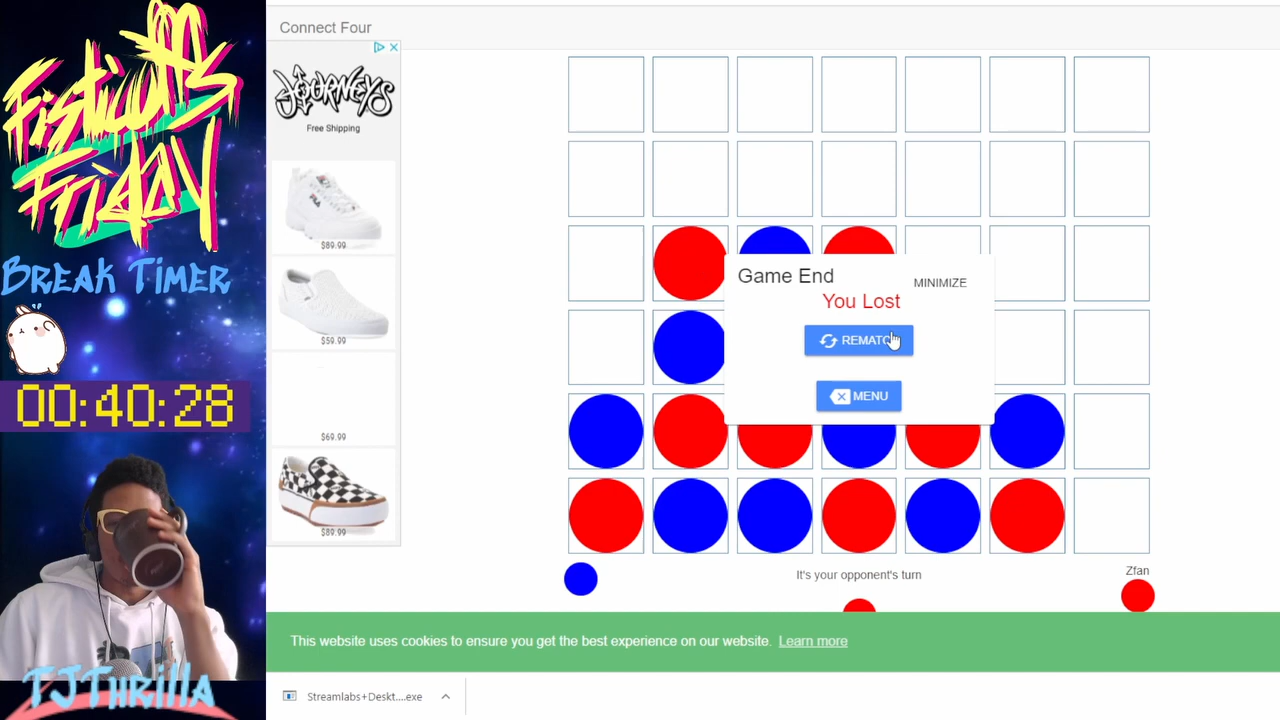 Fisticuffs
Friday
Break Timer
00:40:28
TJThrilla
Connect Four
JOURNEYS
Free Shipping
$89.99
$59.99
$69.99
$89.99
Game End
MINIMIZE
You Lost
REMATC
MENU
It's your opponent's turn
Zfan
This website uses cookies to ensure you get the best experience on our website. Learn more
Streamlabs+Deskt....exe